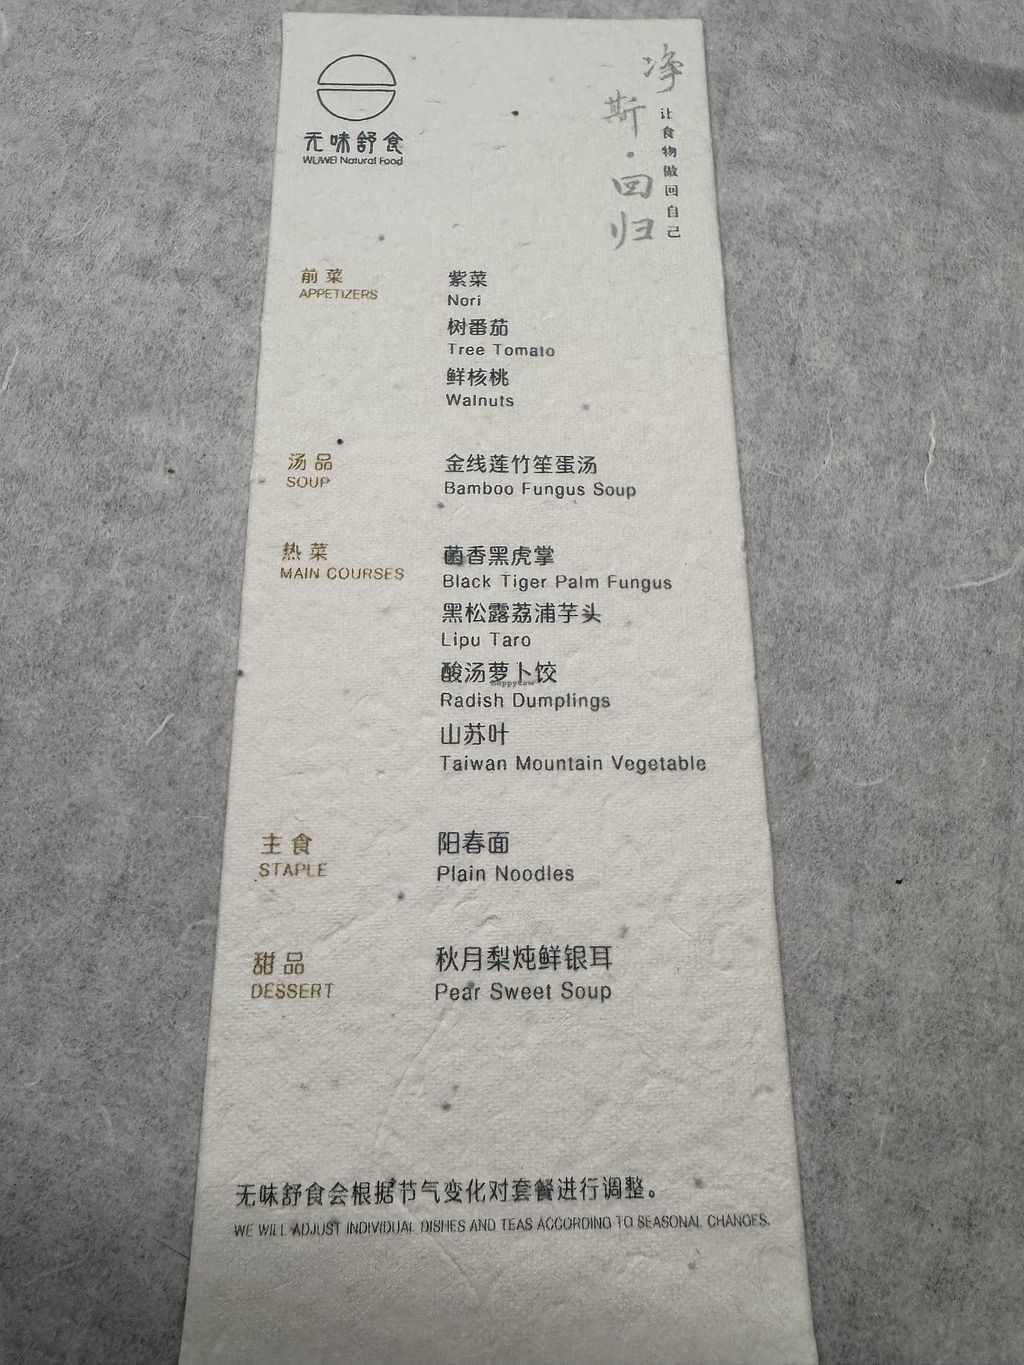 无味舒食
WUWEI Natural Food
净斯·回归
让食物做回自己
前菜
APPETIZERS
紫菜
Nori
树番茄
Tree Tomato
鲜核桃
Walnuts
汤品
SOUP
金线莲竹笙蛋汤
Bamboo Fungus Soup
热菜
MAIN COURSES
菌香黑虎掌
Black Tiger Palm Fungus
黑松露荔浦芋头
Lipu Taro
酸汤萝卜饺
happycow
Radish Dumplings
山苏叶
Taiwan Mountain Vegetable
主食
STAPLE
阳春面
Plain Noodles
甜品
DESSERT
秋月梨炖鲜银耳
Pear Sweet Soup
无味舒食会根据节气变化对套餐进行调整。
WE WILL ADJUST INDIVIDUAL DISHES AND TEAS ACCORDING TO SEASONAL CHANGES.